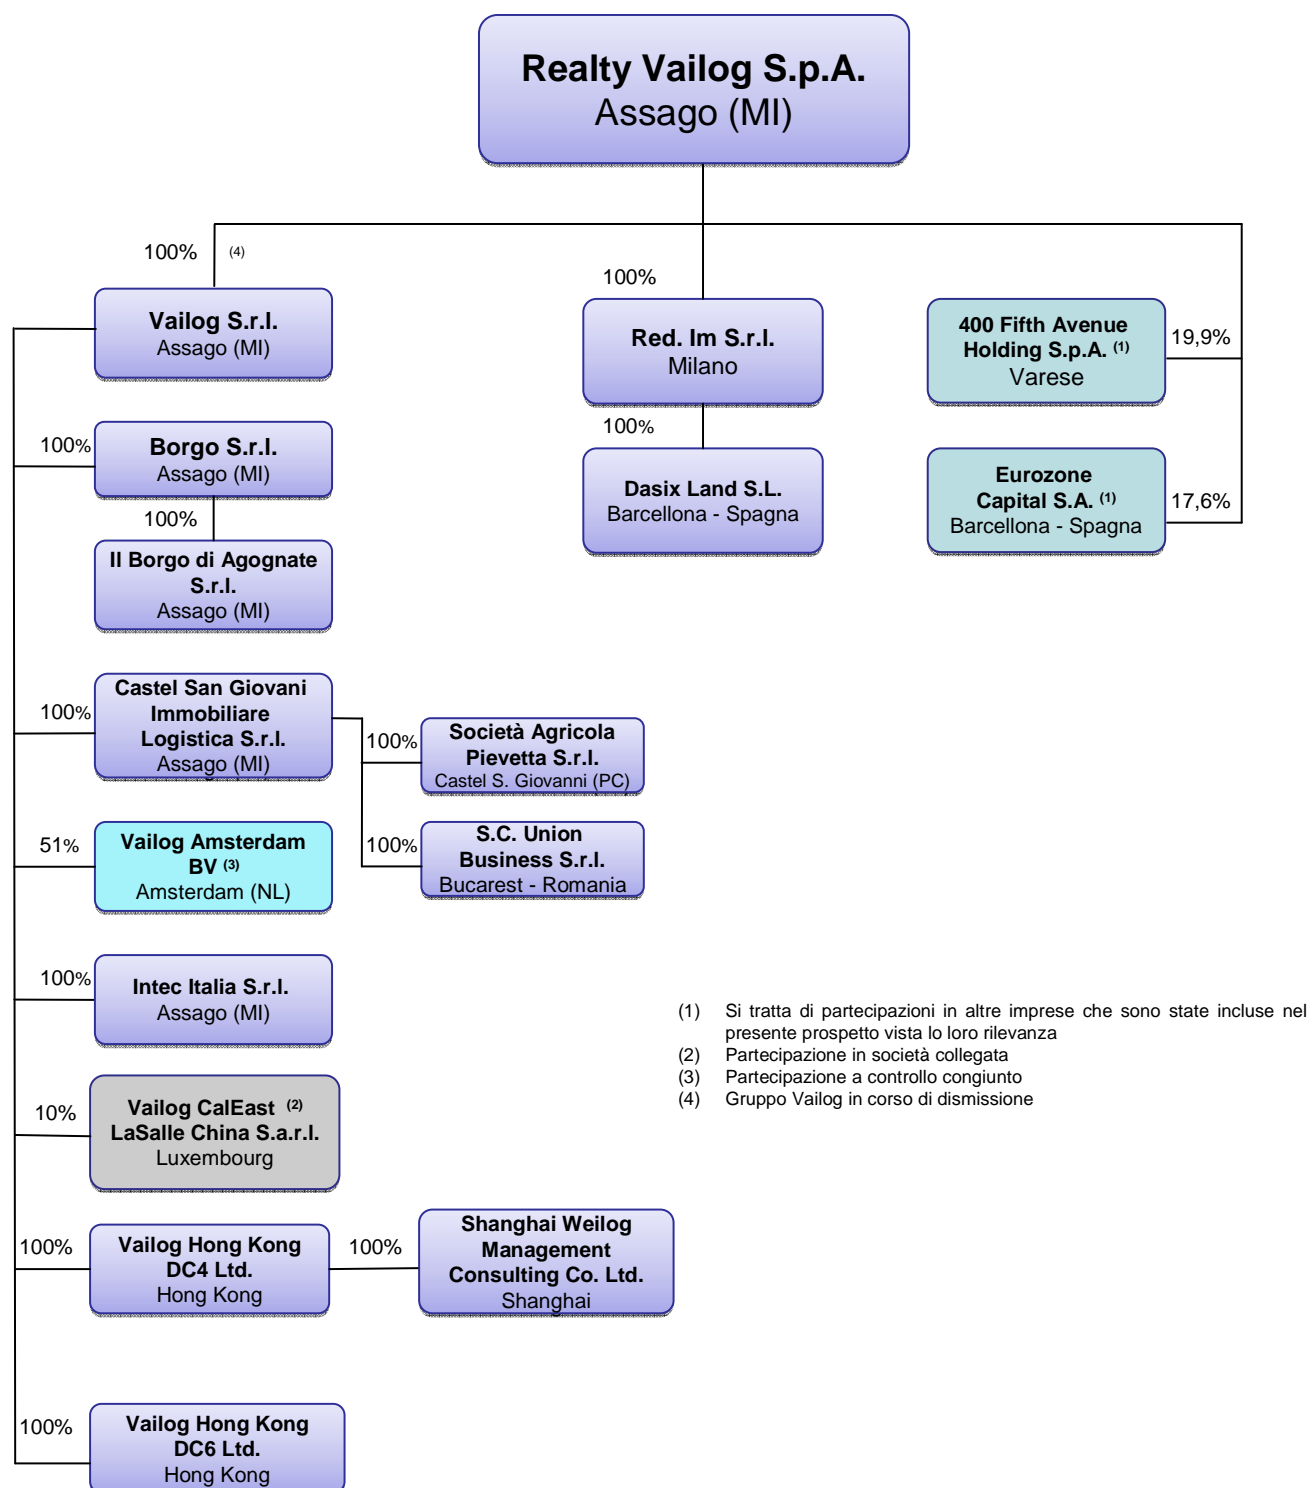 Realty Vailog S.p.A.
Assago (MI)
100% (4)
100%
Vailog S.r.l.
Assago (MI)
Red. Im S.r.l.
Milano
400 Fifth Avenue
Holding S.p.A. (1)
Varese
19,9%
100%
Borgo S.r.l.
Assago (MI)
100%
Dasix Land S.L.
Barcellona - Spagna
Eurozone
Capital S.A. (1)
Barcellona - Spagna
17,6%
100%
Il Borgo di Agognate
S.r.l.
Assago (MI)
100%
Castel San Giovani
Immobiliare
Logistica S.r.l.
Assago (MI)
100%
Società Agricola
Pievetta S.r.l.
Castel S. Giovanni (PC)
100%
S.C. Union
Business S.r.l.
Bucarest - Romania
51%
Vailog Amsterdam
BV (3)
Amsterdam (NL)
100%
Intec Italia S.r.l.
Assago (MI)
(1) Si tratta di partecipazioni in altre imprese che sono state incluse nel
presente prospetto vista lo loro rilevanza
(2) Partecipazione in società collegata
(3) Partecipazione a controllo congiunto
(4) Gruppo Vailog in corso di dismissione
10%
Vailog CalEast (2)
LaSalle China S.a.r.l.
Luxembourg
100%
Vailog Hong Kong
DC4 Ltd.
Hong Kong
100%
Shanghai Weilog
Management
Consulting Co. Ltd.
Shanghai
100%
Vailog Hong Kong
DC6 Ltd.
Hong Kong